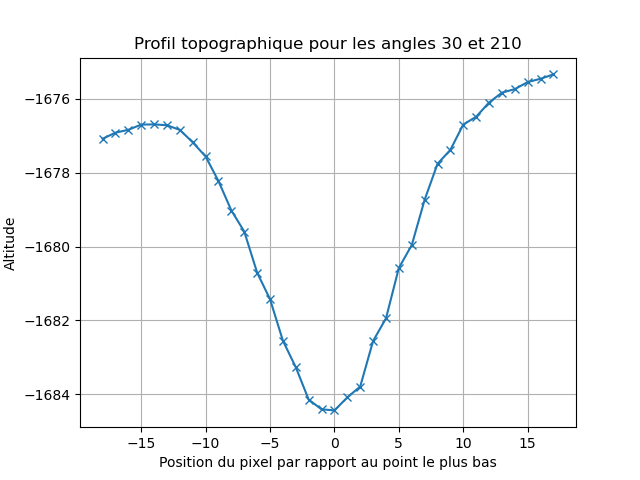 Profil topographique pour les angles 30 et 210
−1676
−1678
−1680
−1682
−1684
Altitude
−15 −10 −5 0 5 10 15
Position du pixel par rapport au point le plus bas